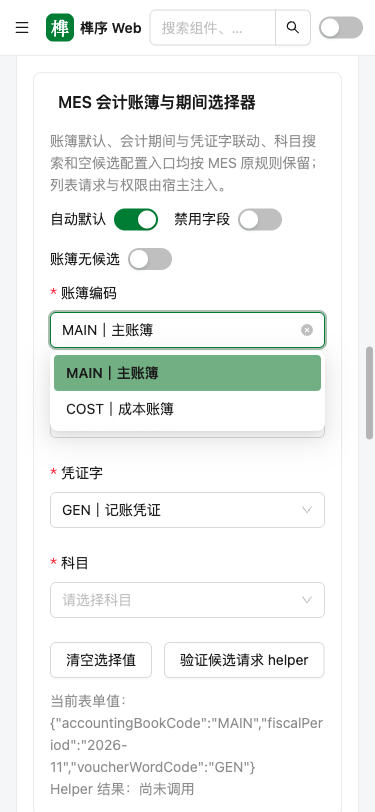 榫 榫序 Web
搜索组件、...
MES 会计账簿与期间选择器
账簿默认、会计期间与凭证字联动、科目搜
索和空候选配置入口均按 MES 原规则保留；
列表请求与权限由宿主注入。
自动默认 禁用字段
账簿无候选
* 账簿编码
MAIN | 主账簿
MAIN | 主账簿
COST | 成本账簿
* 凭证字
GEN | 记账凭证
* 科目
请选择科目
清空选择值 验证候选请求 helper
当前表单值：
{"accountingBookCode":"MAIN","fiscalPer
iod":"2026-
11","voucherWordCode":"GEN"}
Helper 结果：尚未调用